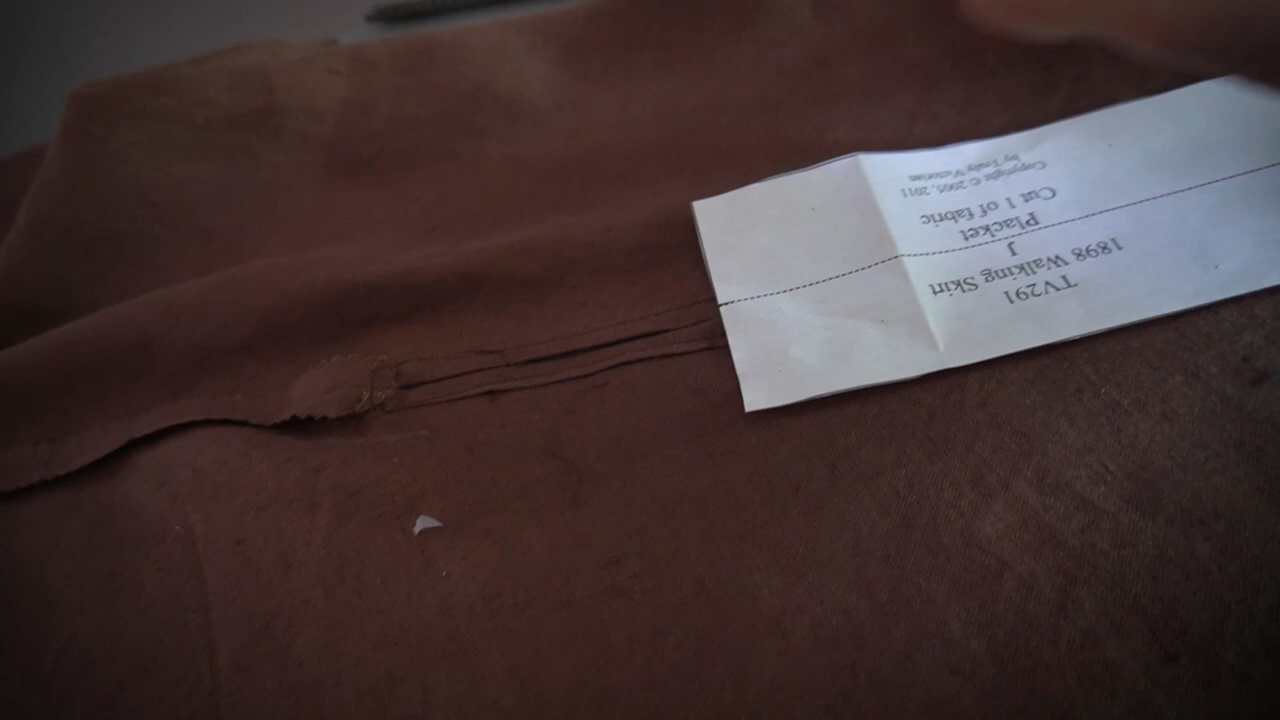 TV291
1898 Walking Skirt
J
Placket
Cut 1 of fabric
Copyright © 2005, 2011
by Truly Victorian